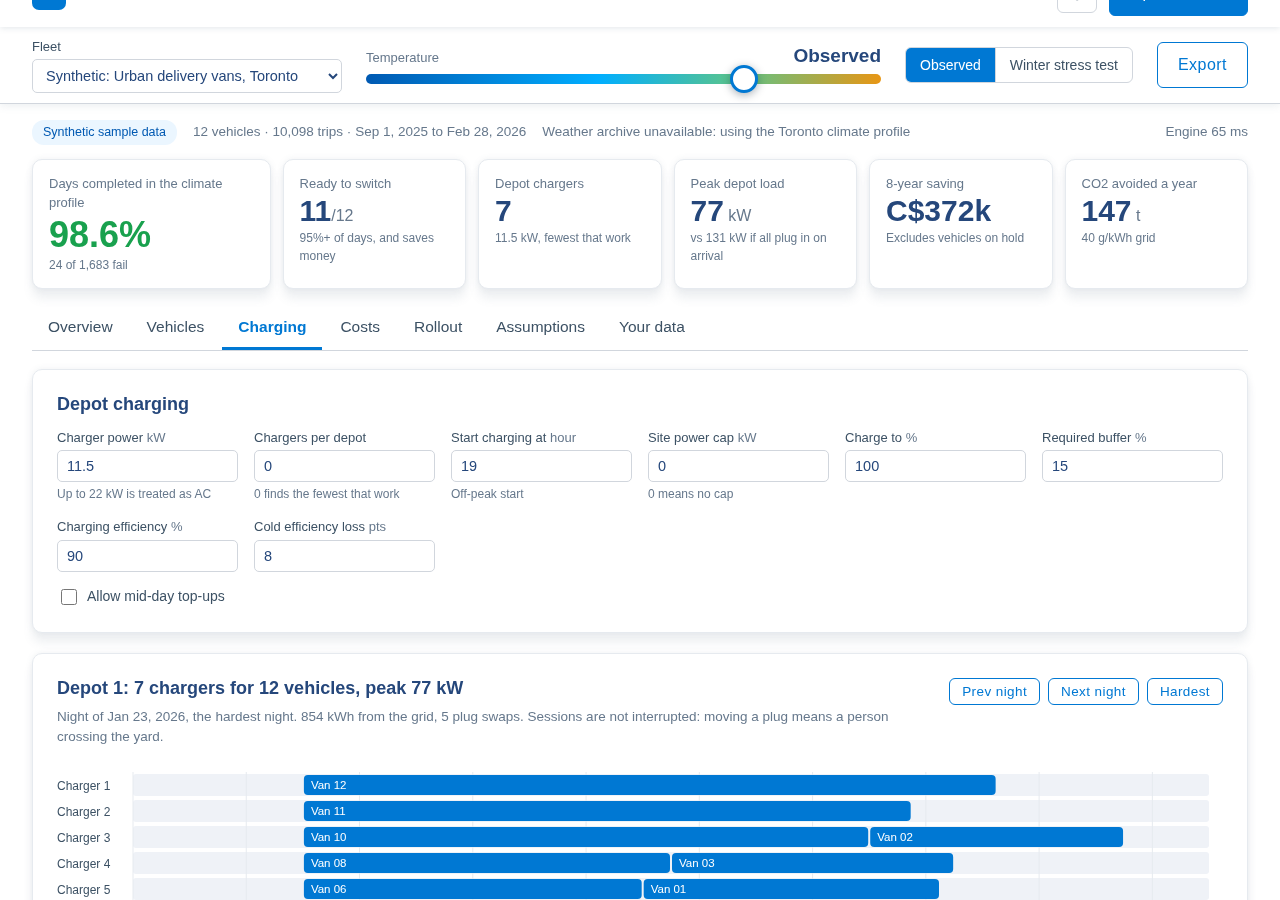 Fleet
Synthetic: Urban delivery vans, Toronto
Temperature
Observed
Observed
Winter stress test
Export
Synthetic sample data
12 vehicles · 10,098 trips · Sep 1, 2025 to Feb 28, 2026
Weather archive unavailable: using the Toronto climate profile
Engine 65 ms
Days completed in the climate
profile
98.6%
24 of 1,683 fail
Ready to switch
11/12
95%+ of days, and saves
money
Depot chargers
7
11.5 kW, fewest that work
Peak depot load
77 kW
vs 131 kW if all plug in on
arrival
8-year saving
C$372k
Excludes vehicles on hold
CO2 avoided a year
147 t
40 g/kWh grid
Overview
Vehicles
Charging
Costs
Rollout
Assumptions
Your data
Depot charging
Charger power kW
11.5
Up to 22 kW is treated as AC
Chargers per depot
0
0 finds the fewest that work
Start charging at hour
19
Off-peak start
Site power cap kW
0
0 means no cap
Charge to %
100
Required buffer %
15
Charging efficiency %
90
Cold efficiency loss pts
8
Allow mid-day top-ups
Depot 1: 7 chargers for 12 vehicles, peak 77 kW
Prev night
Next night
Hardest
Night of Jan 23, 2026, the hardest night. 854 kWh from the grid, 5 plug swaps. Sessions are not interrupted: moving a plug means a person
crossing the yard.
Charger 1
Van 12
Charger 2
Van 11
Charger 3
Van 10
Van 02
Charger 4
Van 08
Van 03
Charger 5
Van 06
Van 01